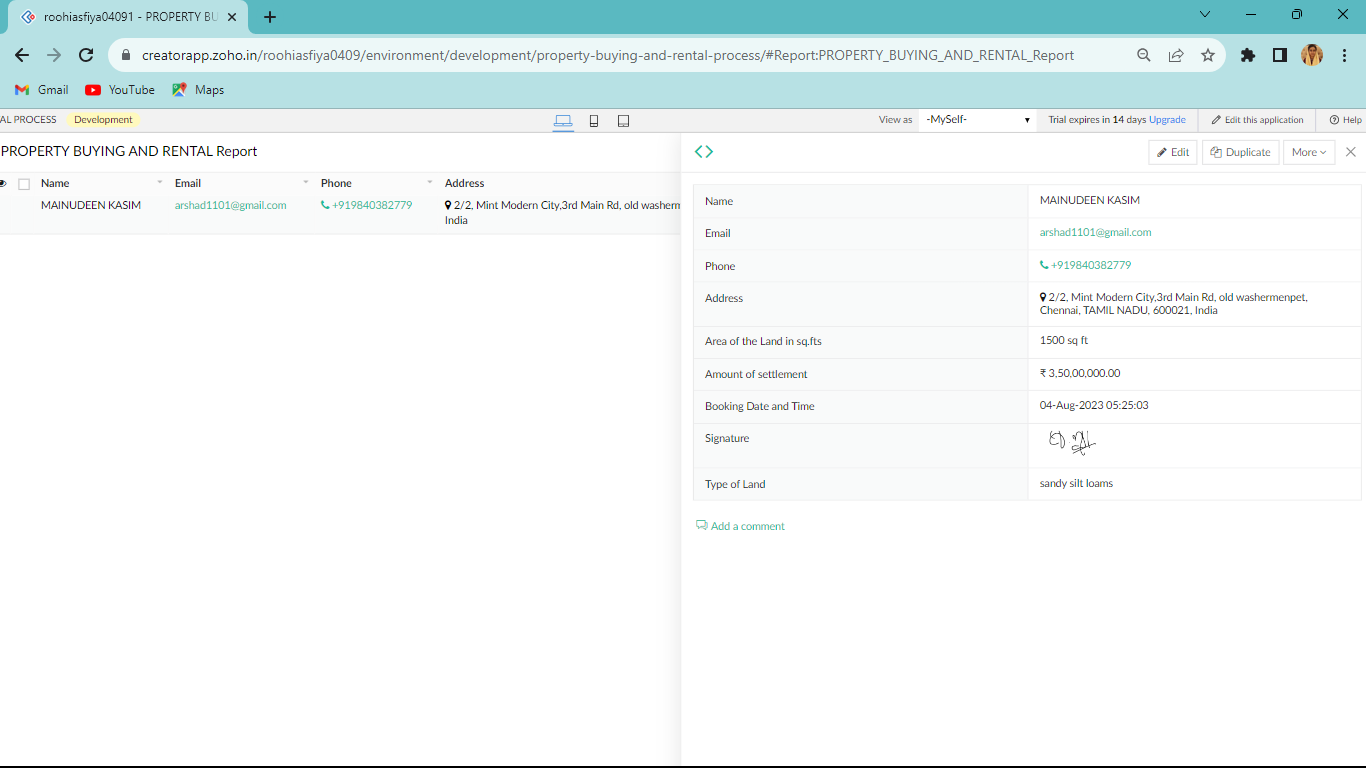 roohiasfiya04091 - PROPERTY BU
creatorapp.zoho.in/roohiasfiya0409/environment/development/property-buying-and-rental-process/#Report:PROPERTY_BUYING_AND_RENTAL_Report
Gmail YouTube Maps
AL PROCESS Development View as -MySelf- Trial expires in 14 days Upgrade Edit this application Help
PROPERTY BUYING AND RENTAL Report
Edit Duplicate More
Name Email Phone Address
MAINUDEEN KASIM arshad1101@gmail.com +919840382779 2/2, Mint Modern City,3rd Main Rd, old washerm
India
Name MAINUDEEN KASIM
Email arshad1101@gmail.com
Phone +919840382779
Address 2/2, Mint Modern City,3rd Main Rd, old washermenpet,
Chennai, TAMIL NADU, 600021, India
Area of the Land in sq.fts 1500 sq ft
Amount of settlement ₹ 3,50,00,000.00
Booking Date and Time 04-Aug-2023 05:25:03
Signature
Type of Land sandy silt loams
Add a comment